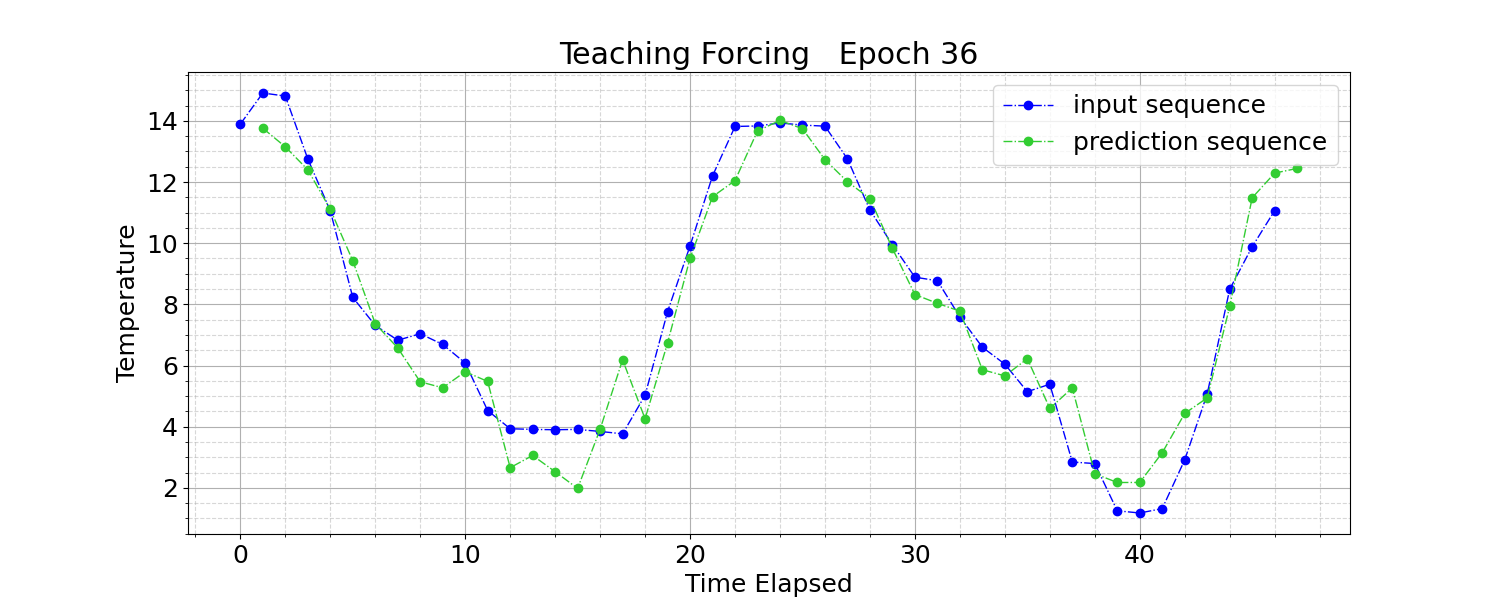 Teaching Forcing   Epoch 36
input sequence
prediction sequence
14
12
10
8
6
4
2
Temperature
0 10 20 30 40
Time Elapsed